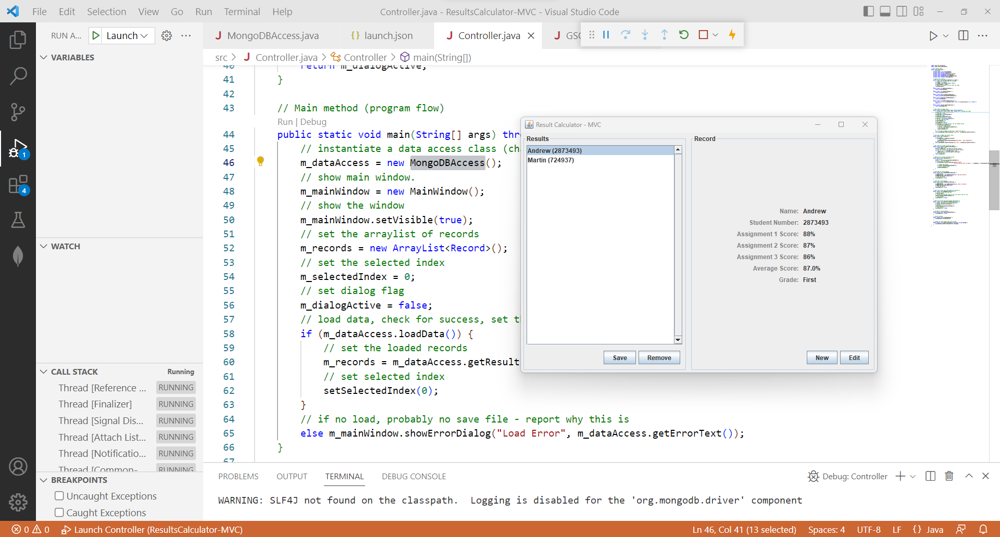 File Edit Selection View Go Run Terminal Help
Controller.java - ResultsCalculator-MVC - Visual Studio Code
RUN A... Launch ...
MongoDBAccess.java {} launch.json Controller.java GSO
src > Controller.java > Controller > main(String[])
VARIABLES
WATCH
CALL STACK Running
Thread [Reference ... RUNNING
Thread [Finalizer] RUNNING
Thread [Signal Dis... RUNNING
Thread [Attach List... RUNNING
Thread [Notificatio... RUNNING
Thread [Common- RUNNING
BREAKPOINTS
Uncaught Exceptions
Caught Exceptions
1
4
40 return m_dialogActive;
41 }
42
43 // Main method (program flow)
Run | Debug
44 public static void main(String[] args) thr
45 // instantiate a data access class (ch
46 m_dataAccess = new MongoDBAccess();
47 // show main window.
48 m_mainWindow = new MainWindow();
49 // show the window
50 m_mainWindow.setVisible(true);
51 // set the arraylist of records
52 m_records = new ArrayList<Record>();
53 // set the selected index
54 m_selectedIndex = 0;
55 // set dialog flag
56 m_dialogActive = false;
57 // load data, check for success, set t
58 if (m_dataAccess.loadData()) {
59 // set the loaded records
60 m_records = m_dataAccess.getResult
61 // set selected index
62 setSelectedIndex(0);
63 }
64 // if no load, probably no save file - report why this is
65 else m_mainWindow.showErrorDialog("Load Error", m_dataAccess.getErrorText());
66 }
67
Result Calculator - MVC
Results
Andrew (2873493)
Martin (724937)
Save Remove
Record
Name: Andrew
Student Number: 2873493
Assignment 1 Score: 88%
Assignment 2 Score: 87%
Assignment 3 Score: 86%
Average Score: 87.0%
Grade: First
New Edit
PROBLEMS OUTPUT TERMINAL DEBUG CONSOLE
Debug: Controller
WARNING: SLF4J not found on the classpath. Logging is disabled for the 'org.mongodb.driver' component
0 0 Launch Controller (ResultsCalculator-MVC)
Ln 46, Col 41 (13 selected) Spaces: 4 UTF-8 LF {} Java